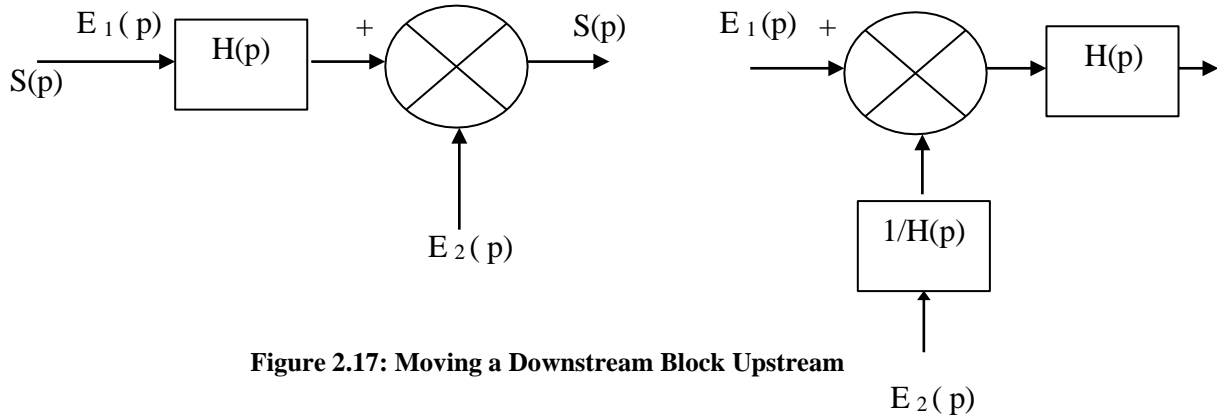 E 1 ( p)
+
S(p)
H(p)
S(p)
E 2 ( p)
E 1(p)
+
H(p)
1/H(p)
Figure 2.17: Moving a Downstream Block Upstream
E 2 ( p)